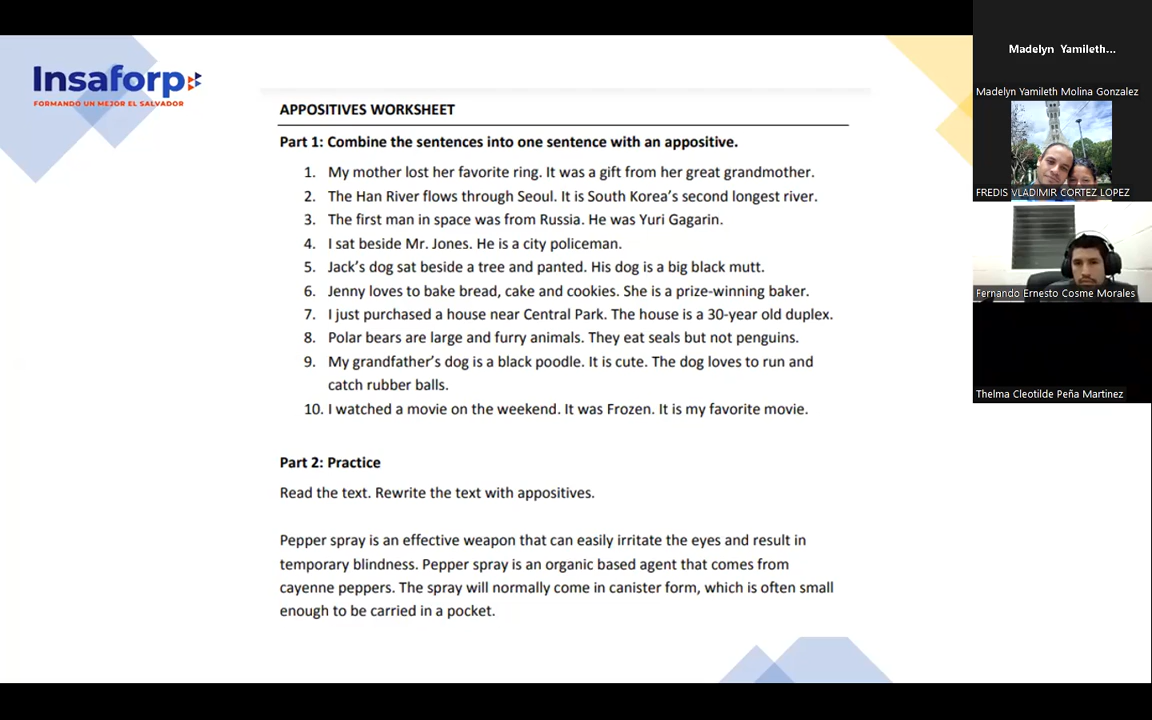 Insaforp
FORMANDO UN MEJOR EL SALVADOR
APPOSITIVES WORKSHEET
Part 1: Combine the sentences into one sentence with an appositive.
1. My mother lost her favorite ring. It was a gift from her great grandmother.
2. The Han River flows through Seoul. It is South Korea's second longest river.
3. The first man in space was from Russia. He was Yuri Gagarin.
4. I sat beside Mr. Jones. He is a city policeman.
5. Jack's dog sat beside a tree and panted. His dog is a big black mutt.
6. Jenny loves to bake bread, cake and cookies. She is a prize-winning baker.
7. I just purchased a house near Central Park. The house is a 30-year old duplex.
8. Polar bears are large and furry animals. They eat seals but not penguins.
9. My grandfather's dog is a black poodle. It is cute. The dog loves to run and
catch rubber balls.
10. I watched a movie on the weekend. It was Frozen. It is my favorite movie.
Part 2: Practice
Read the text. Rewrite the text with appositives.
Pepper spray is an effective weapon that can easily irritate the eyes and result in
temporary blindness. Pepper spray is an organic based agent that comes from
cayenne peppers. The spray will normally come in canister form, which is often small
enough to be carried in a pocket.
Madelyn Yamileth...
Madelyn Yamileth Molina Gonzalez
FREDIS VLADIMIR CORTEZ LOPEZ
Fernando Ernesto Cosme Morales
Thelma Cleotilde Peña Martinez